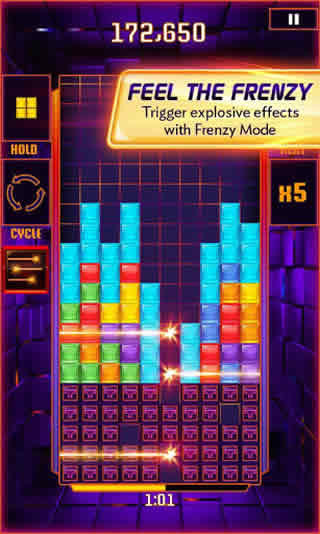 172,650
FEEL THE FRENZY
Trigger explosive effects
with Frenzy Mode
HOLD
x5
CYCLE
1:01